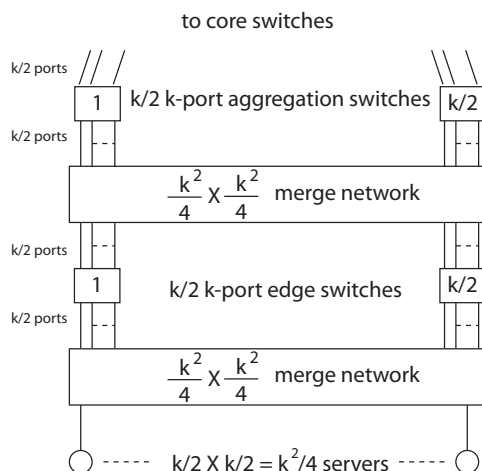 to core switches
k/2 ports
1 k/2 k-port aggregation switches k/2
k/2 ports
k²/4 X k²/4 merge network
k/2 ports
1 k/2 k-port edge switches k/2
k/2 ports
k²/4 X k²/4 merge network
k/2 X k/2 = k²/4 servers